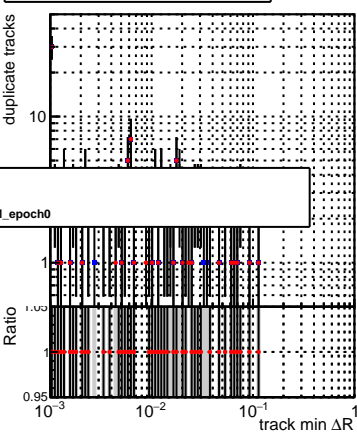 duplicate tracks
10
l_epoch0
1
Ratio
1.05
1
0.95
10⁻³ 10⁻² 10⁻¹ 1
track min ΔR